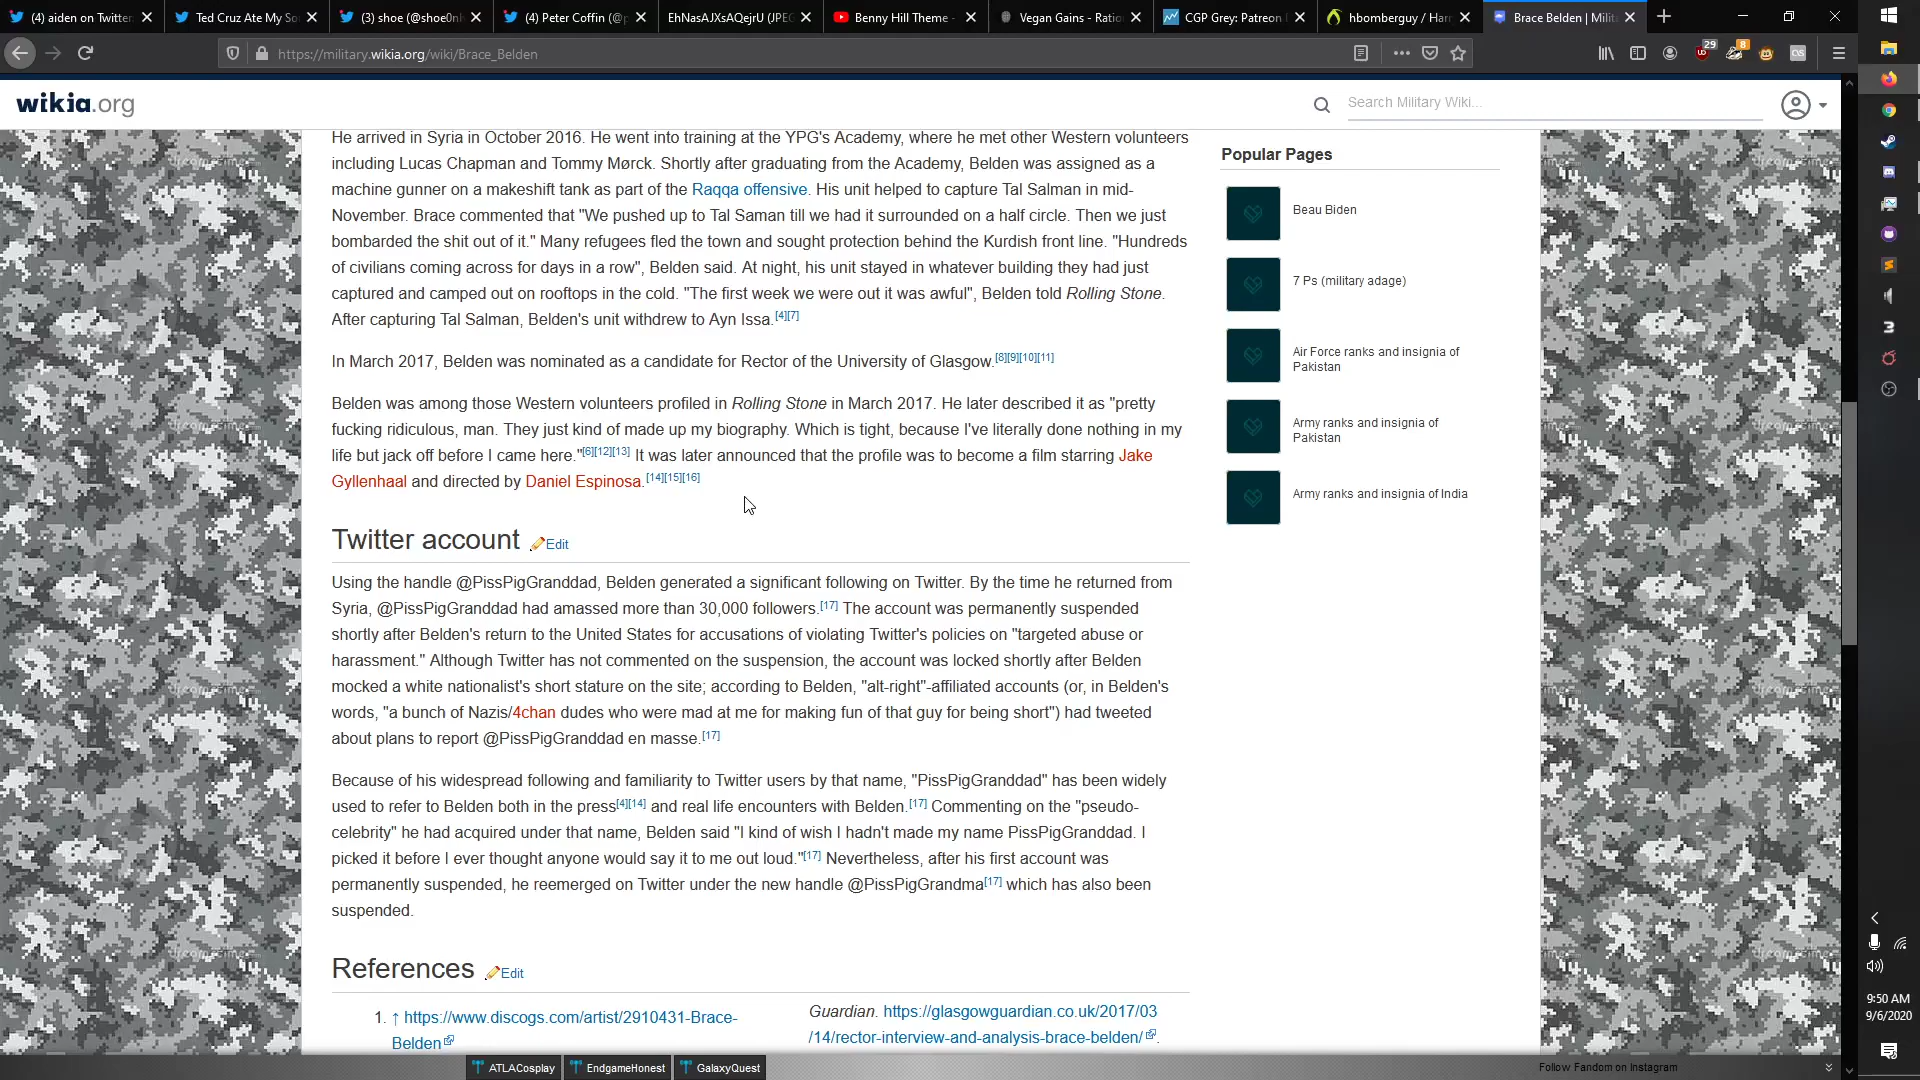 (4) aiden on Twitter
Ted Cruz Ate My So
(3) shoe (@shoe0nh
(4) Peter Coffin (@p
EhNasAJXsAQejrU (JPEG
Benny Hill Theme -
Vegan Gains - Ratio
CGP Grey: Patreon
hbomberguy / Harr
Brace Belden | Milit
https://military.wikia.org/wiki/Brace_Belden
29
8
wikia.org
Search Military Wiki...
He arrived in Syria in October 2016. He went into training at the YPG's Academy, where he met other Western volunteers
including Lucas Chapman and Tommy Mørck. Shortly after graduating from the Academy, Belden was assigned as a
machine gunner on a makeshift tank as part of the Raqqa offensive. His unit helped to capture Tal Salman in mid-
November. Brace commented that "We pushed up to Tal Saman till we had it surrounded on a half circle. Then we just
bombarded the shit out of it." Many refugees fled the town and sought protection behind the Kurdish front line. "Hundreds
of civilians coming across for days in a row", Belden said. At night, his unit stayed in whatever building they had just
captured and camped out on rooftops in the cold. "The first week we were out it was awful", Belden told Rolling Stone.
After capturing Tal Salman, Belden's unit withdrew to Ayn Issa.[4][7]
In March 2017, Belden was nominated as a candidate for Rector of the University of Glasgow.[8][9][10][11]
Belden was among those Western volunteers profiled in Rolling Stone in March 2017. He later described it as "pretty
fucking ridiculous, man. They just kind of made up my biography. Which is tight, because I've literally done nothing in my
life but jack off before I came here."[6][12][13] It was later announced that the profile was to become a film starring Jake
Gyllenhaal and directed by Daniel Espinosa.[14][15][16]
Twitter account Edit
Using the handle @PissPigGranddad, Belden generated a significant following on Twitter. By the time he returned from
Syria, @PissPigGranddad had amassed more than 30,000 followers.[17] The account was permanently suspended
shortly after Belden's return to the United States for accusations of violating Twitter's policies on "targeted abuse or
harassment." Although Twitter has not commented on the suspension, the account was locked shortly after Belden
mocked a white nationalist's short stature on the site; according to Belden, "alt-right"-affiliated accounts (or, in Belden's
words, "a bunch of Nazis/4chan dudes who were mad at me for making fun of that guy for being short") had tweeted
about plans to report @PissPigGranddad en masse.[17]
Because of his widespread following and familiarity to Twitter users by that name, "PissPigGranddad" has been widely
used to refer to Belden both in the press[4][14] and real life encounters with Belden.[17] Commenting on the "pseudo-
celebrity" he had acquired under that name, Belden said "I kind of wish I hadn't made my name PissPigGranddad. I
picked it before I ever thought anyone would say it to me out loud."[17] Nevertheless, after his first account was
permanently suspended, he reemerged on Twitter under the new handle @PissPigGrandma[17] which has also been
suspended.
References Edit
1. ↑ https://www.discogs.com/artist/2910431-Brace-
Belden
Guardian. https://glasgowguardian.co.uk/2017/03
/14/rector-interview-and-analysis-brace-belden/.
Popular Pages
Beau Biden
7 Ps (military adage)
Air Force ranks and insignia of
Pakistan
Army ranks and insignia of
Pakistan
Army ranks and insignia of India
ATLACosplay
EndgameHonest
GalaxyQuest
Follow Fandom on Instagram
9:50 AM
9/6/2020